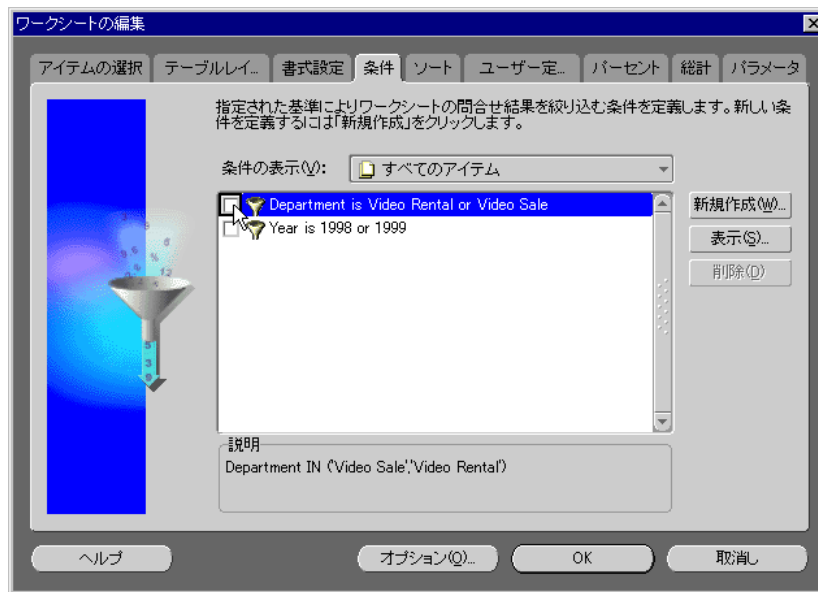 ワークシートの編集
アイテムの選択 テーブルレイ... 書式設定 条件 ソート ユーザー定... パーセント 総計 パラメータ
指定された基準によりワークシートの問合せ結果を絞り込む条件を定義します。新しい条
件を定義するには「新規作成」をクリックします。
条件の表示(V): すべてのアイテム
Department is Video Rental or Video Sale
Year is 1998 or 1999
新規作成(W)...
表示(S)...
削除(D)
説明
Department IN ('Video Sale','Video Rental')
ヘルプ オプション(O)... OK 取消し